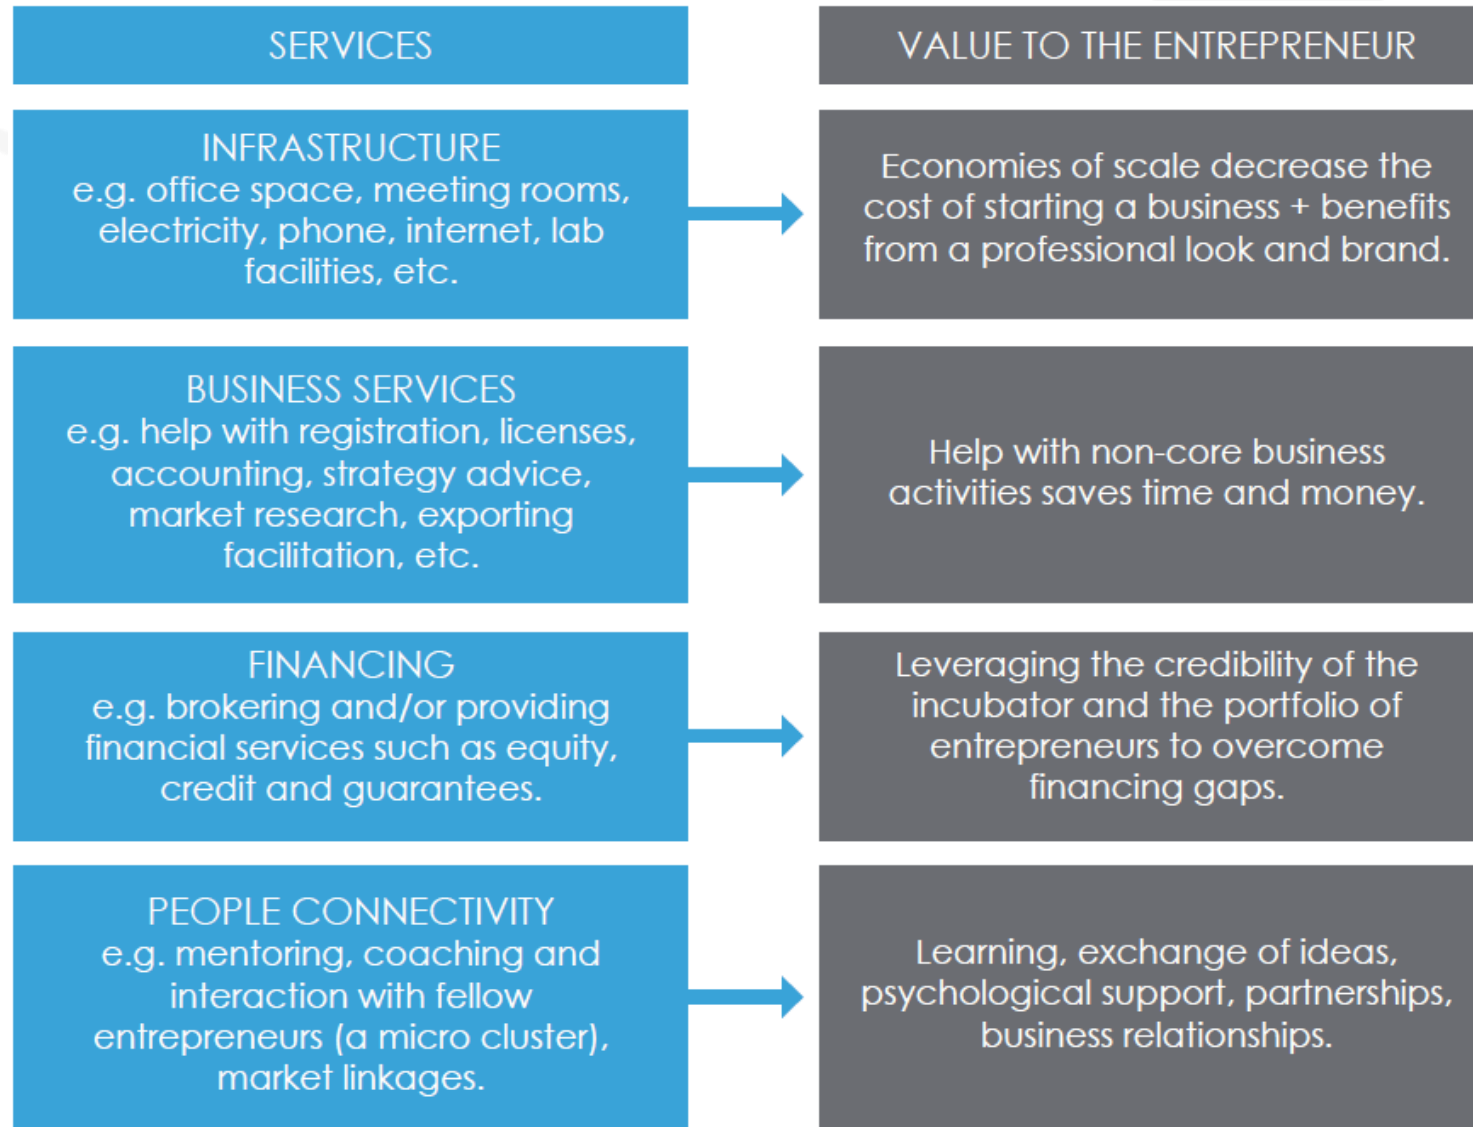 SERVICES
VALUE TO THE ENTREPRENEUR
INFRASTRUCTURE
e.g. office space, meeting rooms,
electricity, phone, internet, lab
facilities, etc.
Economies of scale decrease the
cost of starting a business + benefits
from a professional look and brand.
BUSINESS SERVICES
e.g. help with registration, licenses,
accounting, strategy advice,
market research, exporting
facilitation, etc.
Help with non-core business
activities saves time and money.
FINANCING
e.g. brokering and/or providing
financial services such as equity,
credit and guarantees.
Leveraging the credibility of the
incubator and the portfolio of
entrepreneurs to overcome
financing gaps.
PEOPLE CONNECTIVITY
e.g. mentoring, coaching and
interaction with fellow
entrepreneurs (a micro cluster),
market linkages.
Learning, exchange of ideas,
psychological support, partnerships,
business relationships.